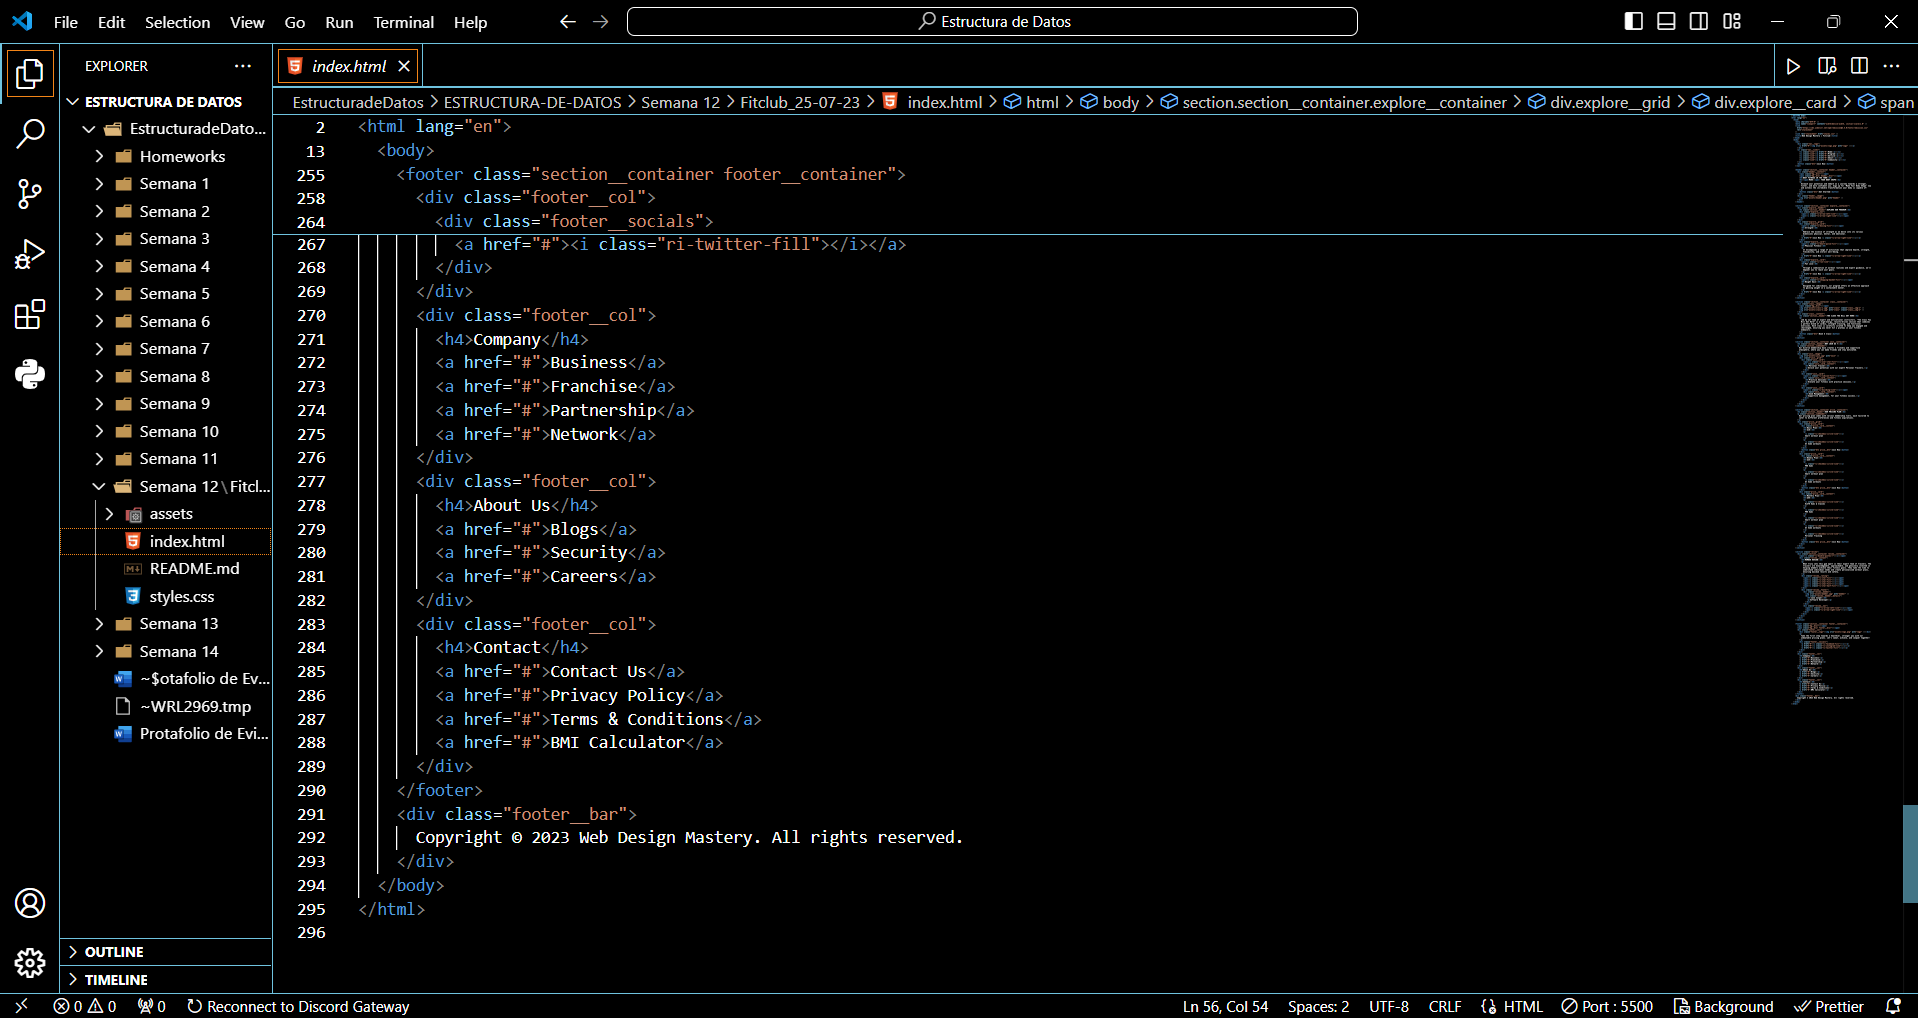 File Edit Selection View Go Run Terminal Help
Estructura de Datos
EXPLORER
index.html
ESTRUCTURA DE DATOS
EstructuradeDatos > ESTRUCTURA-DE-DATOS > Semana 12 > Fitclub_25-07-23 > index.html > html > body > section.section__container.explore__container > div.explore__grid > div.explore__card > span
EstructuradeDato...
Homeworks
Semana 1
Semana 2
Semana 3
Semana 4
Semana 5
Semana 6
Semana 7
Semana 8
Semana 9
Semana 10
Semana 11
Semana 12\Fitcl...
assets
index.html
README.md
styles.css
Semana 13
Semana 14
~$otafolio de Ev...
~WRL2969.tmp
Protafolio de Evi...
OUTLINE
TIMELINE
2 <html lang="en">
13 <body>
255 <footer class="section__container footer__container">
258 <div class="footer__col">
264 <div class="footer__socials">
267 <a href="#"><i class="ri-twitter-fill"></i></a>
268 </div>
269 </div>
270 <div class="footer__col">
271 <h4>Company</h4>
272 <a href="#">Business</a>
273 <a href="#">Franchise</a>
274 <a href="#">Partnership</a>
275 <a href="#">Network</a>
276 </div>
277 <div class="footer__col">
278 <h4>About Us</h4>
279 <a href="#">Blogs</a>
280 <a href="#">Security</a>
281 <a href="#">Careers</a>
282 </div>
283 <div class="footer__col">
284 <h4>Contact</h4>
285 <a href="#">Contact Us</a>
286 <a href="#">Privacy Policy</a>
287 <a href="#">Terms & Conditions</a>
288 <a href="#">BMI Calculator</a>
289 </div>
290 </footer>
291 <div class="footer__bar">
292 Copyright © 2023 Web Design Mastery. All rights reserved.
293 </div>
294 </body>
295 </html>
296
0 0 0 Reconnect to Discord Gateway Ln 56, Col 54 Spaces: 2 UTF-8 CRLF HTML Port : 5500 Background Prettier